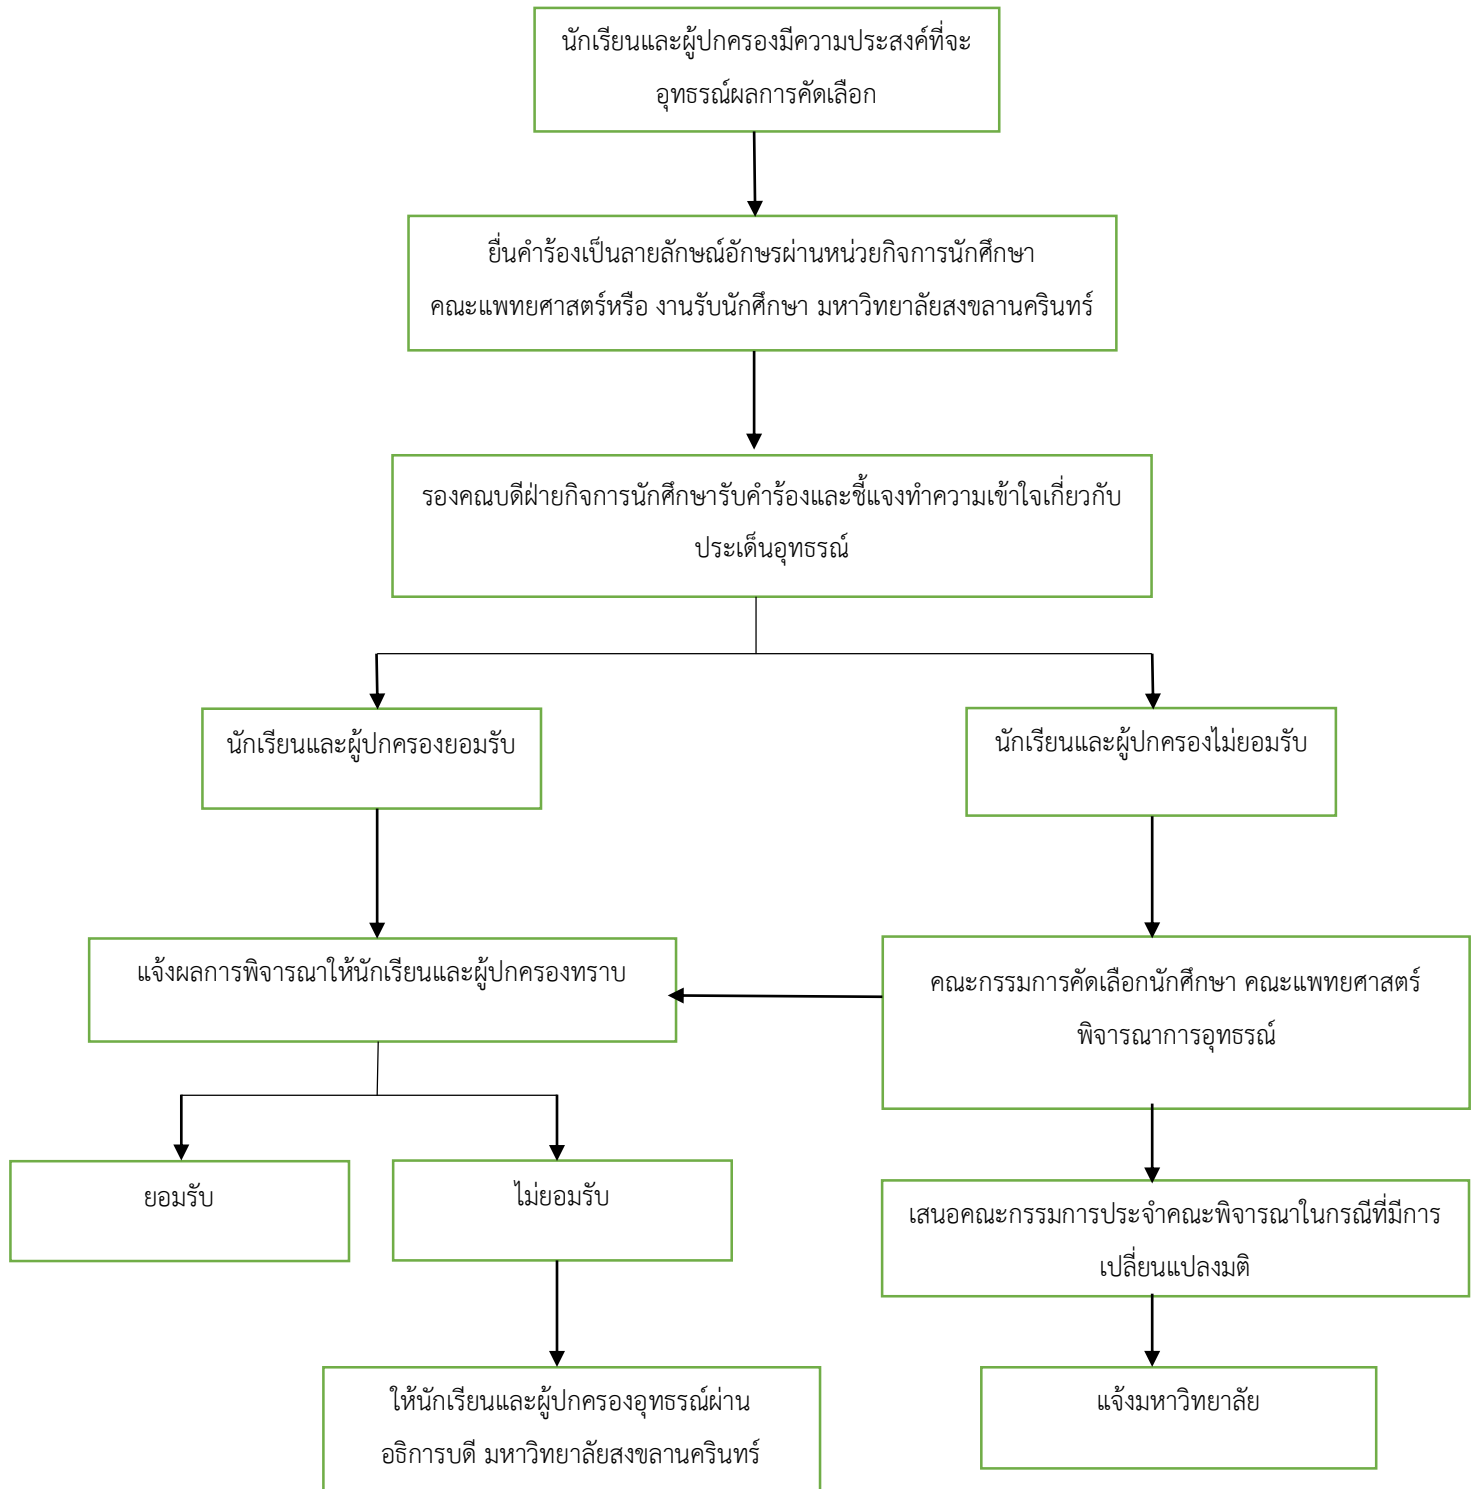 นักเรียนและผู้ปกครองมีความประสงค์ที่จะ
อุทธรณ์ผลการคัดเลือก
ยื่นคำร้องเป็นลายลักษณ์อักษรผ่านหน่วยกิจการนักศึกษา
คณะแพทยศาสตร์หรือ งานรับนักศึกษา มหาวิทยาลัยสงขลานครินทร์
รองคณบดีฝ่ายกิจการนักศึกษารับคำร้องและชี้แจงทำความเข้าใจเกี่ยวกับ
ประเด็นอุทธรณ์
นักเรียนและผู้ปกครองยอมรับ
นักเรียนและผู้ปกครองไม่ยอมรับ
แจ้งผลการพิจารณาให้นักเรียนและผู้ปกครองทราบ
คณะกรรมการคัดเลือกนักศึกษา คณะแพทยศาสตร์
พิจารณาการอุทธรณ์
ยอมรับ
ไม่ยอมรับ
เสนอคณะกรรมการประจำคณะพิจารณาในกรณีที่มีการ
เปลี่ยนแปลงมติ
ให้นักเรียนและผู้ปกครองอุทธรณ์ผ่าน
อธิการบดี มหาวิทยาลัยสงขลานครินทร์
แจ้งมหาวิทยาลัย